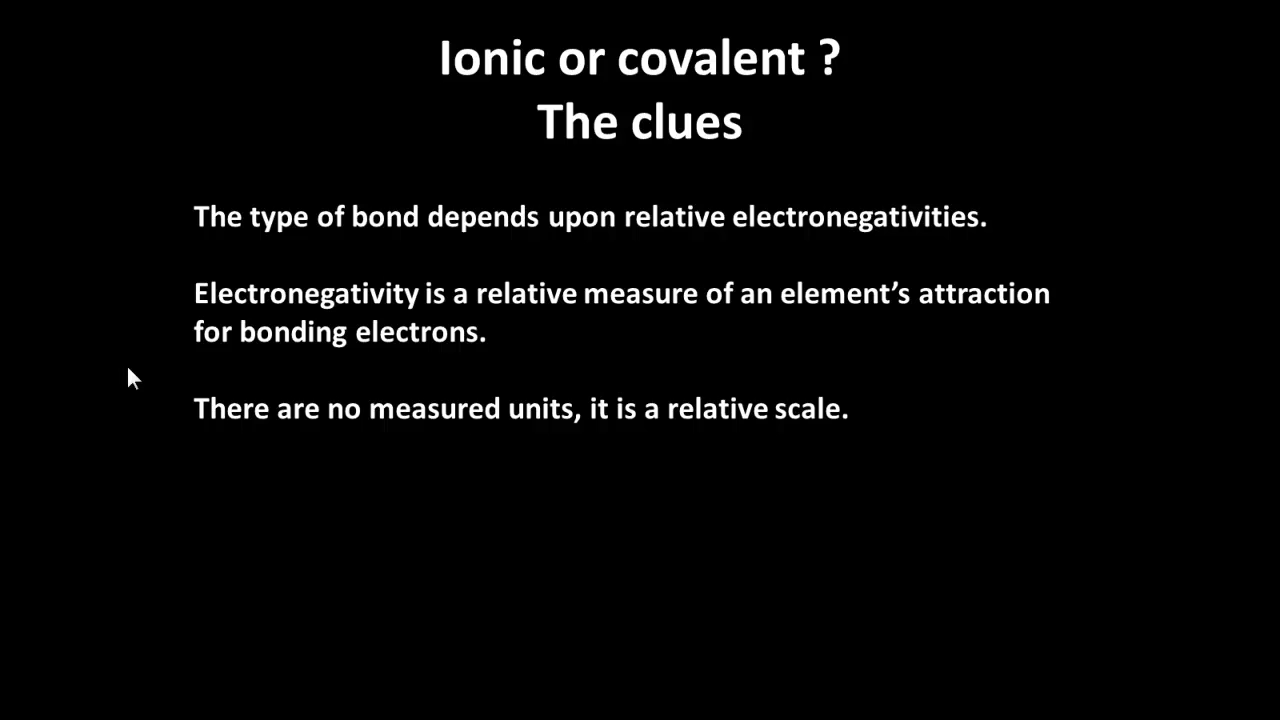 Ionic or covalent ?
The clues
The type of bond depends upon relative electronegativities.
Electronegativity is a relative measure of an element’s attraction
for bonding electrons.
There are no measured units, it is a relative scale.